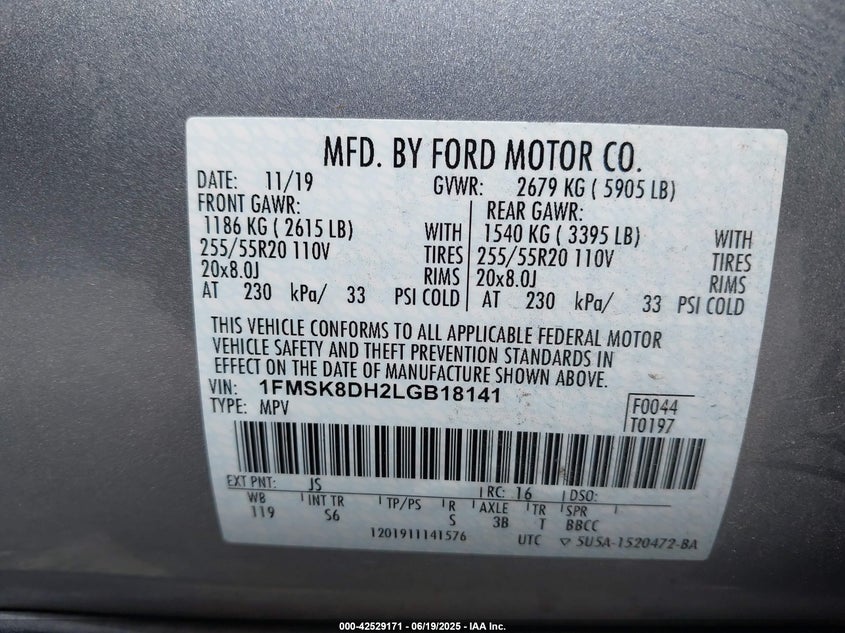 MFD. BY FORD MOTOR CO.
DATE: 11/19 GVWR: 2679 KG ( 5905 LB)
FRONT GAWR: REAR GAWR:
1186 KG ( 2615 LB) WITH 1540 KG ( 3395 LB) WITH
255/55R20 110V TIRES 255/55R20 110V TIRES
20x8.0J RIMS 20x8.0J RIMS
AT 230 kPa/ 33 PSI COLD AT 230 kPa/ 33 PSI COLD
THIS VEHICLE CONFORMS TO ALL APPLICABLE FEDERAL MOTOR
VEHICLE SAFETY AND THEFT PREVENTION STANDARDS IN
EFFECT ON THE DATE OF MANUFACTURE SHOWN ABOVE.
VIN: 1FMSK8DH2LGB18141
TYPE: MPV
F0044
T0197
EXT PNT: JS RC: 16 DSO:
WB INT TR TP/PS R AXLE TR SPR
119 S6 S 3B T BBCC
1201911141576 UTC 5U5A-1520472-BA
000-42529171 - 06/19/2025 - IAA Inc.